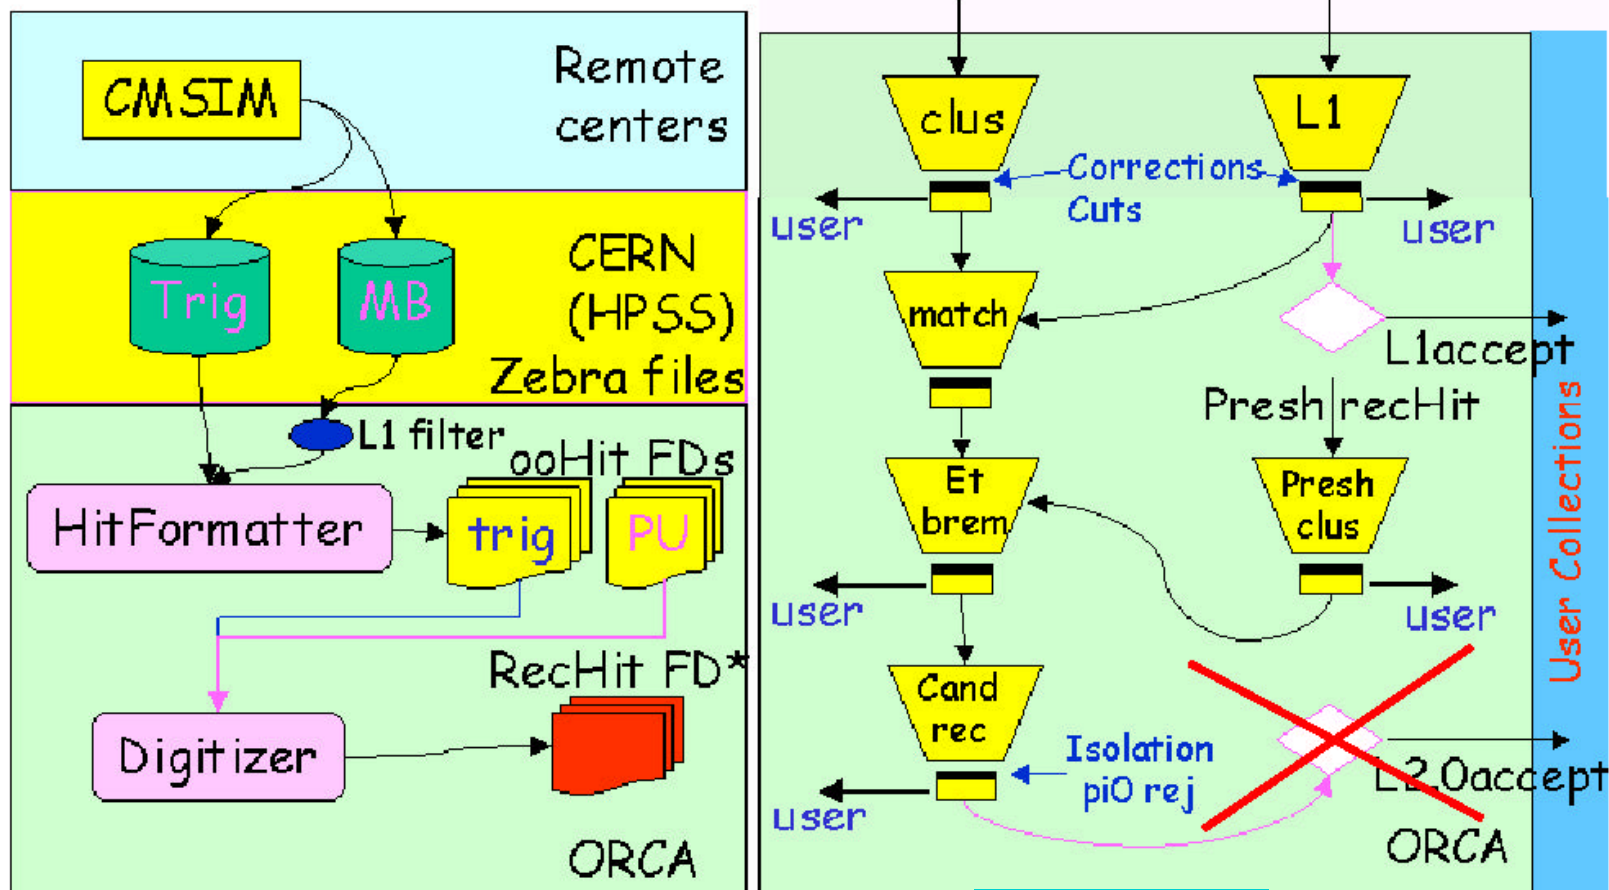 Remote
centers
CMSIM
CERN
(HPSS)
Zebra files
Trig
MB
L1 filter
ooHit FDs
HitFormatter
trig
PU
RecHit FD*
Digitizer
ORCA
clus
L1
Corrections
Cuts
user
user
match
L1accept
Presh recHit
Et
brem
Presh
clus
user
user
Cand
rec
Isolation
pi0 rej
L2.0accept
user
ORCA
User Collections